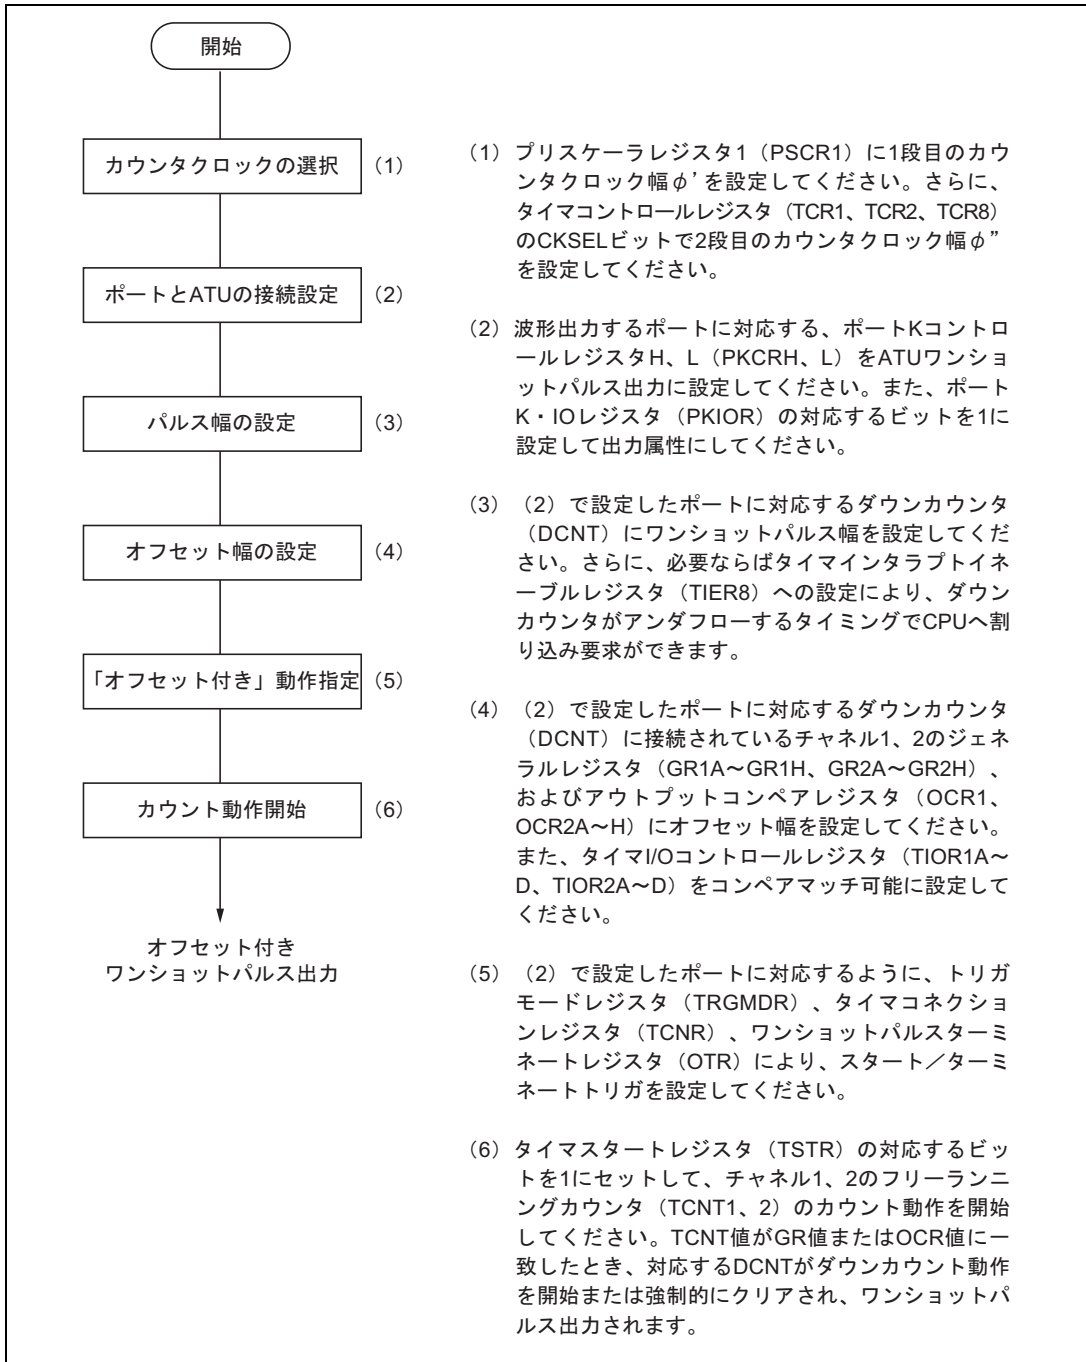 開始
カウンタクロックの選択 (1)
ポートとATUの接続設定 (2)
パルス幅の設定 (3)
オフセット幅の設定 (4)
「オフセット付き」動作指定 (5)
カウント動作開始 (6)
オフセット付き
ワンショットパルス出力
(1) プリスケーラレジスタ1（PSCR1）に1段目のカウ
ンタクロック幅φ’を設定してください。さらに、
タイマコントロールレジスタ（TCR1、TCR2、TCR8）
のCKSELビットで2段目のカウンタクロック幅φ”
を設定してください。
(2) 波形出力するポートに対応する、ポートKコントロ
ールレジスタH、L（PKCRH、L）をATUワンショ
ットパルス出力に設定してください。また、ポート
K・IOレジスタ（PKIOR）の対応するビットを1に
設定して出力属性にしてください。
(3) （2）で設定したポートに対応するダウンカウンタ
（DCNT）にワンショットパルス幅を設定してくだ
さい。さらに、必要ならばタイマインタラプトイネ
ーブルレジスタ（TIER8）への設定により、ダウン
カウンタがアンダフローするタイミングでCPUへ割
り込み要求ができます。
(4) （2）で設定したポートに対応するダウンカウンタ
（DCNT）に接続されているチャネル1、2のジェネ
ラルレジスタ（GR1A～GR1H、GR2A～GR2H）、
およびアウトプットコンペアレジスタ（OCR1、
OCR2A～H）にオフセット幅を設定してください。
また、タイマI/Oコントロールレジスタ（TIOR1A～
D、TIOR2A～D）をコンペアマッチ可能に設定して
ください。
(5) （2）で設定したポートに対応するように、トリガ
モードレジスタ（TRGMDR）、タイマコネクショ
ンレジスタ（TCNR）、ワンショットパルスターミ
ネートレジスタ（OTR）により、スタート／ターミ
ネートトリガを設定してください。
(6) タイマスタートレジスタ（TSTR）の対応するビッ
トを1にセットして、チャネル1、2のフリーランニ
ングカウンタ（TCNT1、2）のカウント動作を開始
してください。TCNT値がGR値またはOCR値に一
致したとき、対応するDCNTがダウンカウント動作
を開始または強制的にクリアされ、ワンショットパ
ルス出力されます。